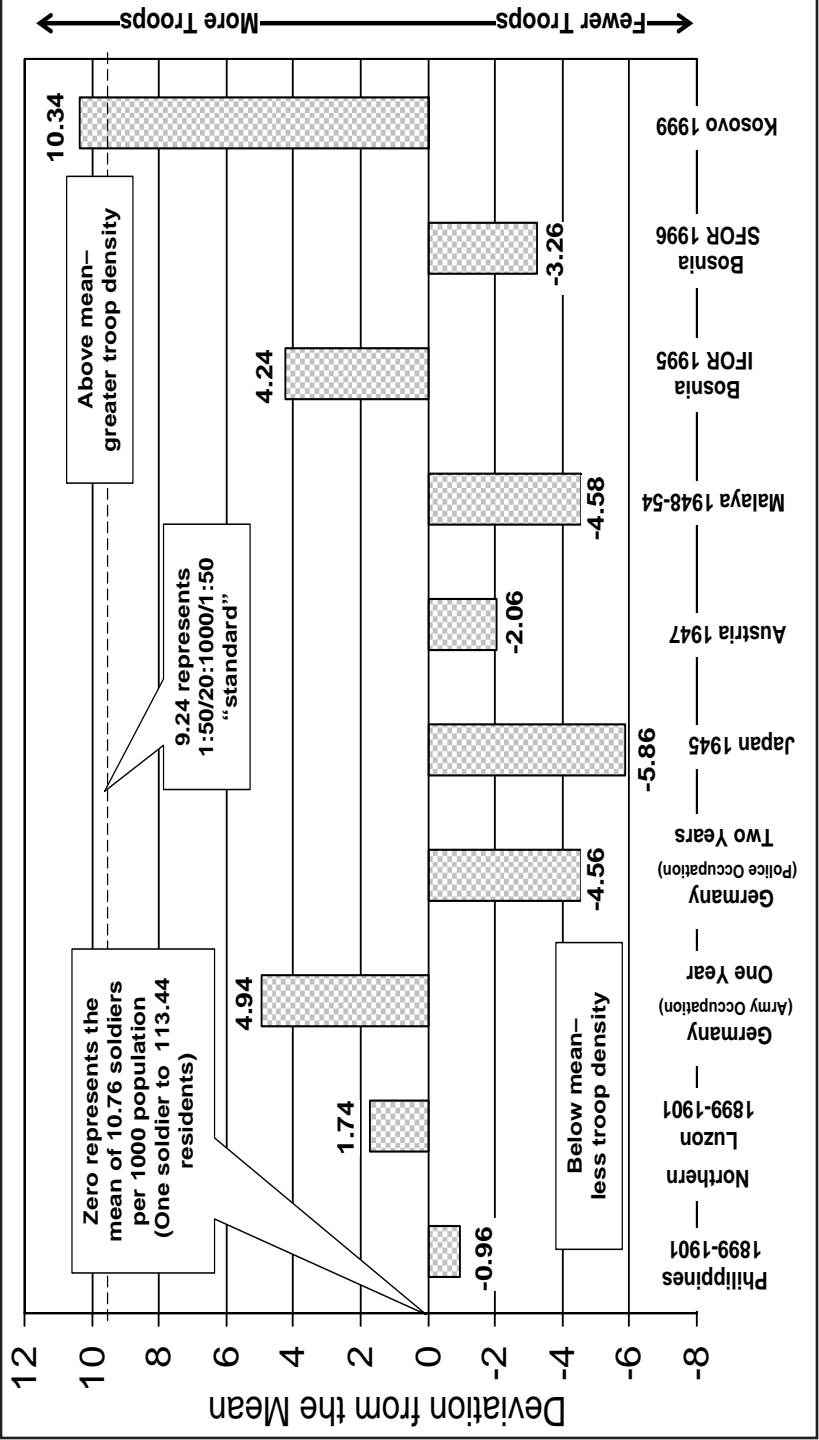 Deviation from the Mean
12
10
8
6
4
2
0
-2
-4
-6
-8
More Troops
Fewer Troops
Zero represents the
mean of 10.76 soldiers
per 1000 population
(One soldier to 113.44
residents)
9.24 represents
1:50/20:1000/1:50
“standard”
Above mean–
greater troop density
Below mean–
less troop density
-0.96
1.74
4.94
-4.56
-5.86
-2.06
-4.58
4.24
-3.26
10.34
Philippines
1899-1901
Northern
Luzon
1899-1901
Germany
(Army Occupation)
One Year
Germany
(Police Occupation)
Two Years
Japan 1945
Austria 1947
Malaya 1948-54
Bosnia
IFOR 1995
Bosnia
SFOR 1996
Kosovo 1999